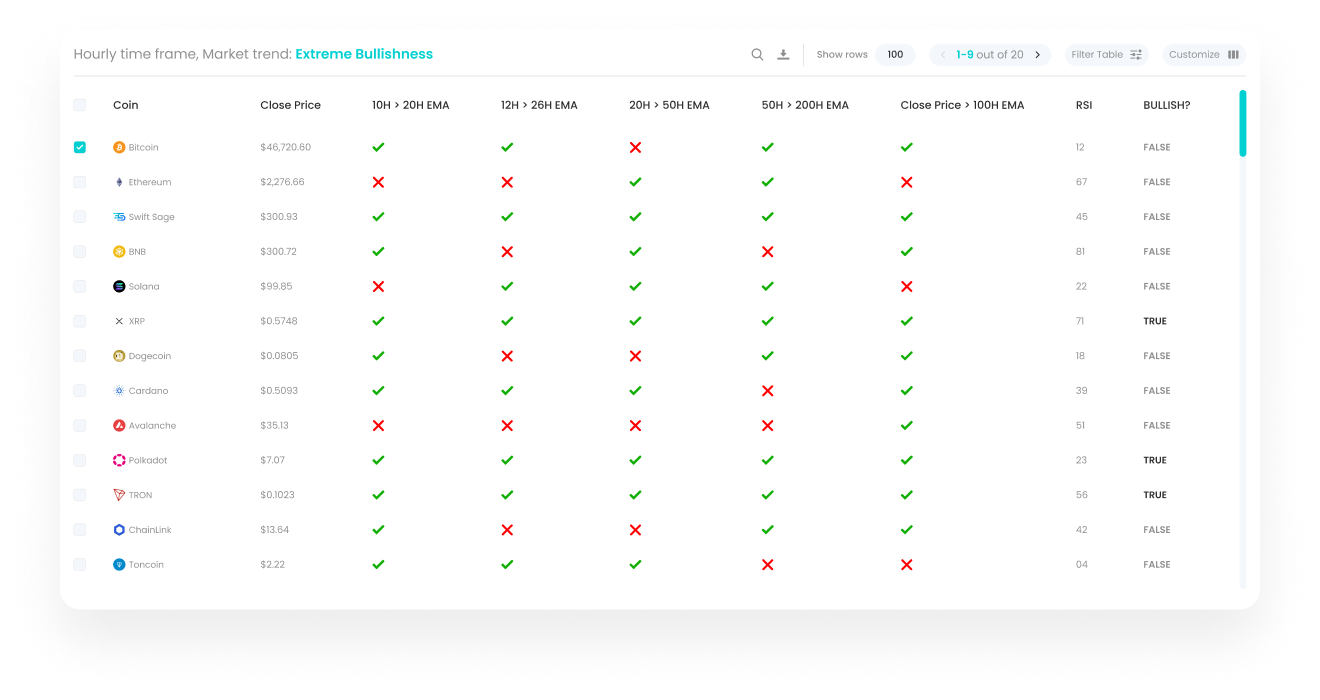 Hourly time frame, Market trend: Extreme Bullishness Show rows 100 1-9 out of 20 Filter Table Customize
Coin Close Price 10H > 20H EMA 12H > 26H EMA 20H > 50H EMA 50H > 200H EMA Close Price > 100H EMA RSI BULLISH?
Bitcoin $46,720.60 12 FALSE
Ethereum $2,276.66 67 FALSE
Swift Sage $300.93 45 FALSE
BNB $300.72 81 FALSE
Solana $99.85 22 FALSE
XRP $0.5748 71 TRUE
Dogecoin $0.0805 18 FALSE
Cardano $0.5093 39 FALSE
Avalanche $35.13 51 FALSE
Polkadot $7.07 23 TRUE
TRON $0.1023 56 TRUE
ChainLink $13.64 42 FALSE
Toncoin $2.22 04 FALSE